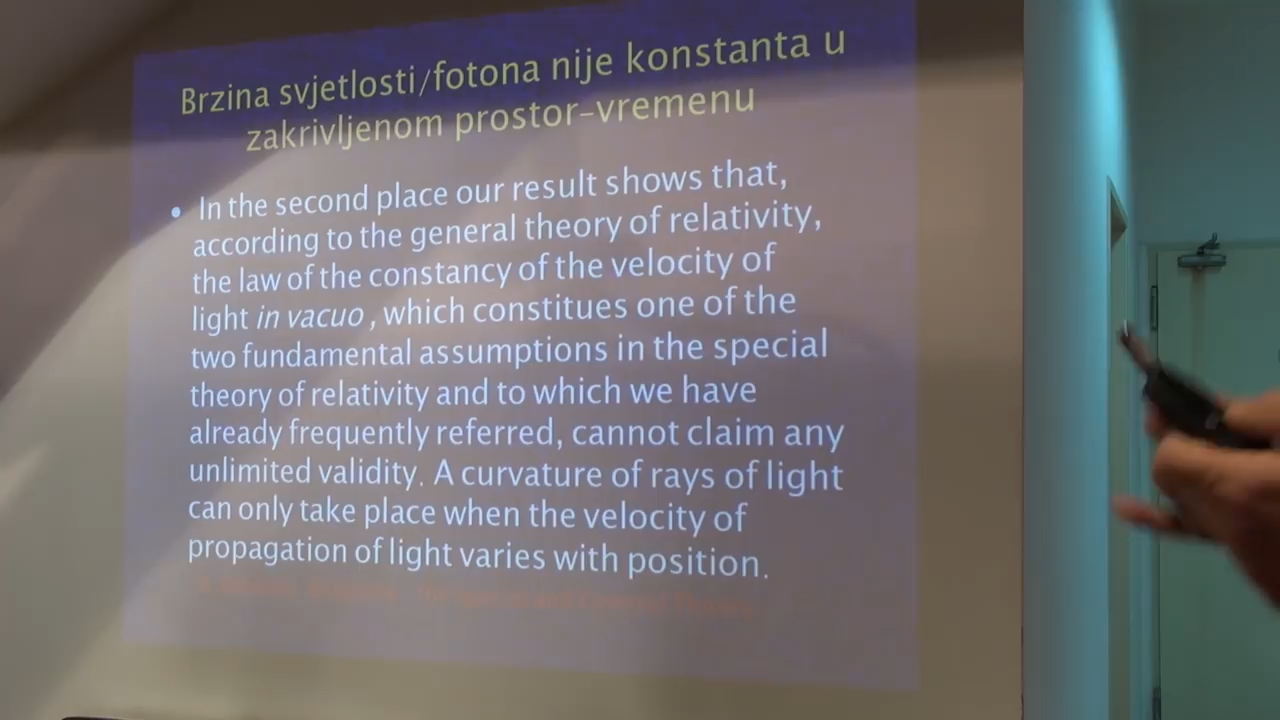 Brzina svjetlosti/fotona nije konstanta u
zakrivljenom prostor-vremenu
• In the second place our result shows that,
according to the general theory of relativity,
the law of the constancy of the velocity of
light in vacuo , which constitutes one of the
two fundamental assumptions in the special
theory of relativity and to which we have
already frequently referred, cannot claim any
unlimited validity. A curvature of rays of light
can only take place when the velocity of
propagation of light varies with position.